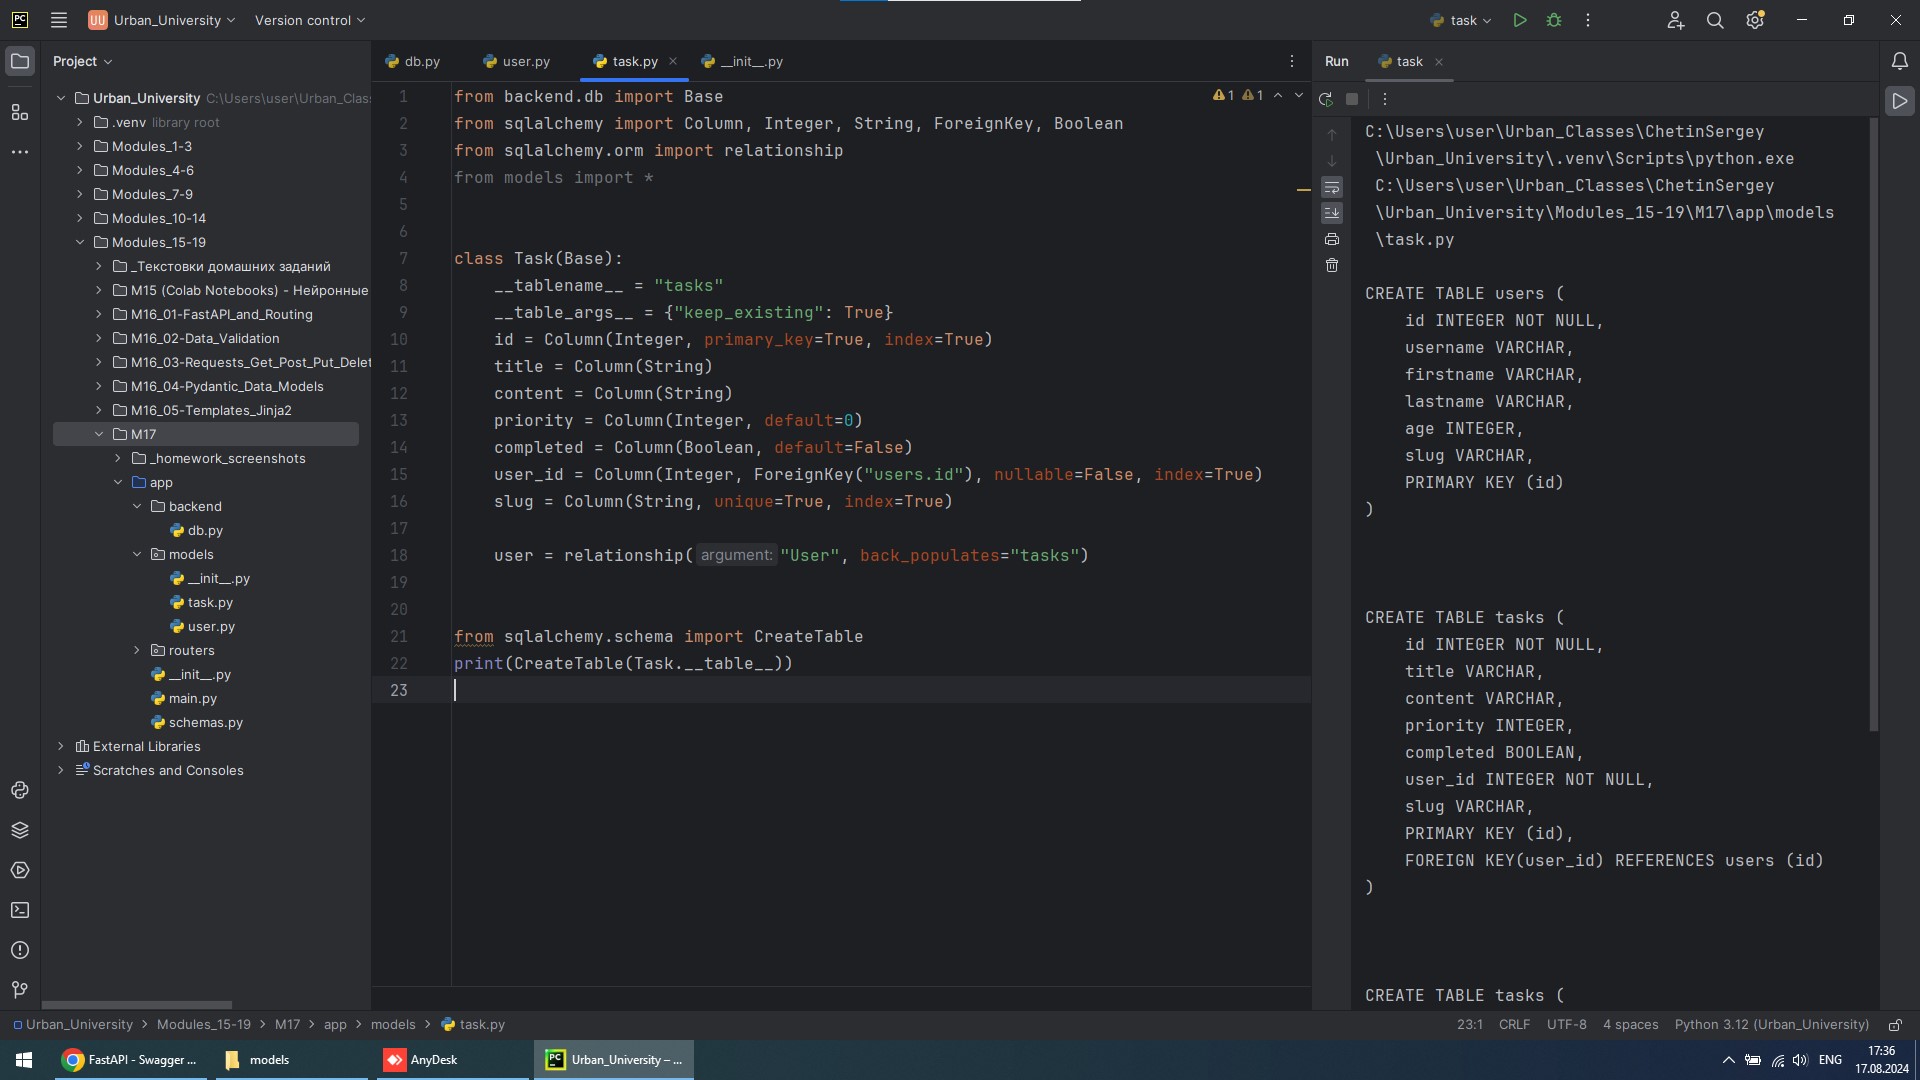 PC
UU Urban_University
Version control
task
Project
Urban_University C:\Users\user\Urban_Clas
.venv library root
Modules_1-3
Modules_4-6
Modules_7-9
Modules_10-14
Modules_15-19
_Текстовки домашних заданий
M15 (Colab Notebooks) - Нейронные
M16_01-FastAPI_and_Routing
M16_02-Data_Validation
M16_03-Requests_Get_Post_Put_Delet
M16_04-Pydantic_Data_Models
M16_05-Templates_Jinja2
M17
_homework_screenshots
app
backend
db.py
models
__init__.py
task.py
user.py
routers
__init__.py
main.py
schemas.py
External Libraries
Scratches and Consoles
db.py
user.py
task.py
__init__.py
1 from backend.db import Base
2 from sqlalchemy import Column, Integer, String, ForeignKey, Boolean
3 from sqlalchemy.orm import relationship
4 from models import *
5
6
7 class Task(Base):
8 __tablename__ = "tasks"
9 __table_args__ = {"keep_existing": True}
10 id = Column(Integer, primary_key=True, index=True)
11 title = Column(String)
12 content = Column(String)
13 priority = Column(Integer, default=0)
14 completed = Column(Boolean, default=False)
15 user_id = Column(Integer, ForeignKey("users.id"), nullable=False, index=True)
16 slug = Column(String, unique=True, index=True)
17
18 user = relationship( argument: "User", back_populates="tasks")
19
20
21 from sqlalchemy.schema import CreateTable
22 print(CreateTable(Task.__table__))
23
1 1
Run
task
C:\Users\user\Urban_Classes\ChetinSergey
\Urban_University\.venv\Scripts\python.exe
C:\Users\user\Urban_Classes\ChetinSergey
\Urban_University\Modules_15-19\M17\app\models
\task.py
CREATE TABLE users (
id INTEGER NOT NULL,
username VARCHAR,
firstname VARCHAR,
lastname VARCHAR,
age INTEGER,
slug VARCHAR,
PRIMARY KEY (id)
)
CREATE TABLE tasks (
id INTEGER NOT NULL,
title VARCHAR,
content VARCHAR,
priority INTEGER,
completed BOOLEAN,
user_id INTEGER NOT NULL,
slug VARCHAR,
PRIMARY KEY (id),
FOREIGN KEY(user_id) REFERENCES users (id)
)
CREATE TABLE tasks (
Urban_University > Modules_15-19 > M17 > app > models > task.py
23:1 CRLF UTF-8 4 spaces Python 3.12 (Urban_University)
FastAPI - Swagger ...
models
AnyDesk
PC Urban_University – ...
ENG
17:36
17.08.2024